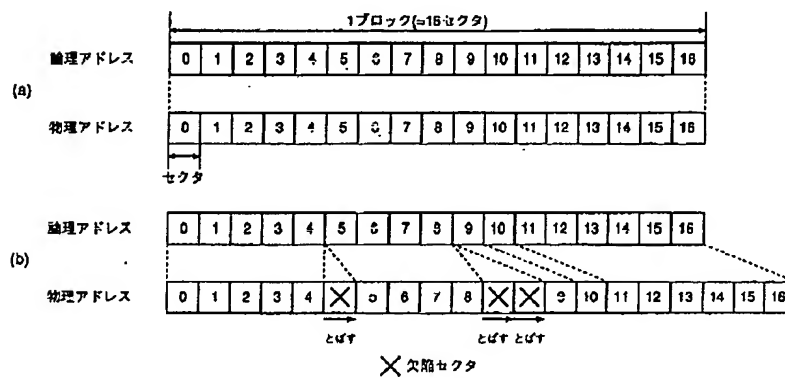 1ブロック(=16セクタ)
論理アドレス 0 1 2 3 4 5 6 7 8 9 10 11 12 13 14 15 16
(a)
物理アドレス 0 1 2 3 4 5 6 7 8 9 10 11 12 13 14 15 16
セクタ
論理アドレス 0 1 2 3 4 5 6 7 8 9 10 11 12 13 14 15 16
(b)
物理アドレス 0 1 2 3 4 5 6 7 8 9 10 11 12 13 14 15 16
とばす とばす とばす
欠陥セクタ